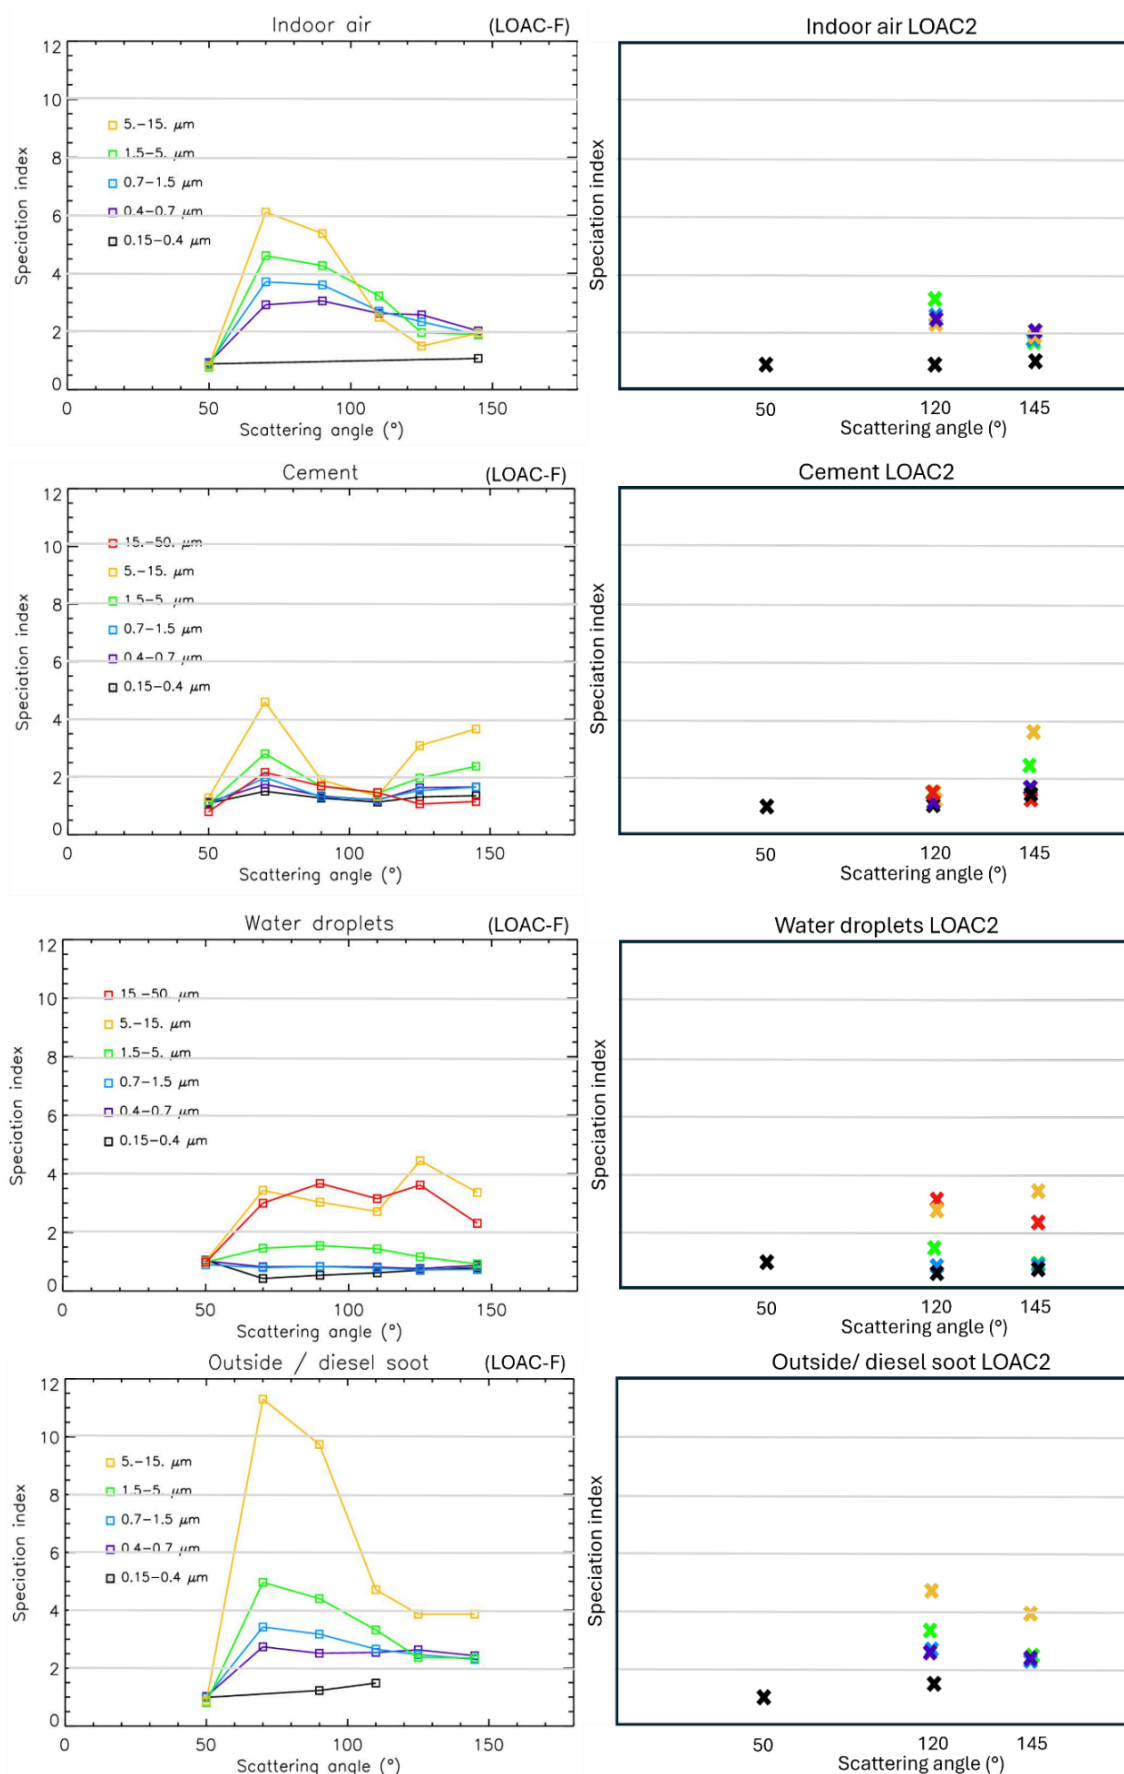 Indoor air (LOAC-F)
12
10
8
6
4
2
0
Speciation index
5.–15. μm
1.5–5. μm
0.7–1.5 μm
0.4–0.7 μm
0.15–0.4 μm
0 50 100 150
Scattering angle (°)
Indoor air LOAC2
Speciation index
50 120 145
Scattering angle (°)
Cement (LOAC-F)
12
10
8
6
4
2
0
Speciation index
15.–50. μm
5.–15. μm
1.5–5. μm
0.7–1.5 μm
0.4–0.7 μm
0.15–0.4 μm
0 50 100 150
Scattering angle (°)
Cement LOAC2
Speciation index
50 120 145
Scattering angle (°)
Water droplets (LOAC-F)
12
10
8
6
4
2
0
Speciation index
15.–50. μm
5.–15. μm
1.5–5. μm
0.7–1.5 μm
0.4–0.7 μm
0.15–0.4 μm
0 50 100 150
Scattering angle (°)
Water droplets LOAC2
Speciation index
50 120 145
Scattering angle (°)
Outside / diesel soot (LOAC-F)
12
10
8
6
4
2
0
Speciation index
5.–15. μm
1.5–5. μm
0.7–1.5 μm
0.4–0.7 μm
0.15–0.4 μm
0 50 100 150
Scattering angle (°)
Outside/ diesel soot LOAC2
Speciation index
50 120 145
Scattering angle (°)